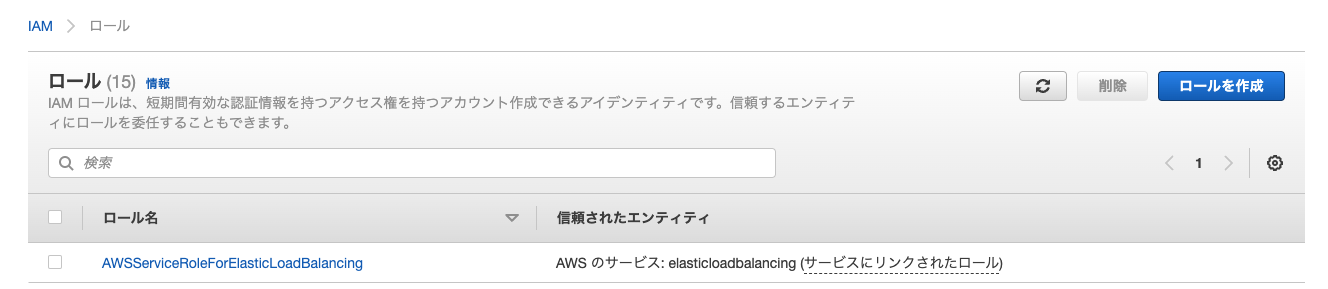 IAM > ロール
ロール (15) 情報
IAM ロールは、短期間有効な認証情報を持つアクセス権を持つアカウント作成できるアイデンティティです。信頼するエンティテ
ィにロールを委任することもできます。
削除
ロールを作成
検索
1
ロール名
信頼されたエンティティ
AWSServiceRoleForElasticLoadBalancing
AWS のサービス: elasticloadbalancing (サービスにリンクされたロール)